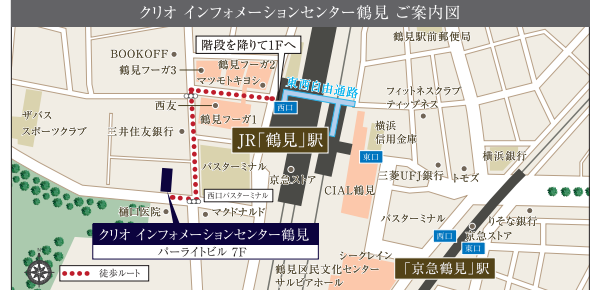 クリオ インフォメーションセンター鶴見 ご案内図
階段を降りて1Fへ
鶴見駅前郵便局
BOOKOFF
鶴見フーガ3
鶴見フーガ2
マツモトキヨシ
東西自由通路
フィットネスクラブ
ティップネス
西友
西口
鶴見フーガ1
ザバス
スポーツクラブ
三井住友銀行
JR「鶴見」駅
横浜
信用金庫
東口
横浜銀行
バスターミナル
京急ストア
三菱UFJ銀行
トモズ
西口バスターミナル
CIAL鶴見
樋口医院
マクドナルド
バスターミナル
りそな銀行
クリオ インフォメーションセンター鶴見
パーライトビル 7F
西口
京急ストア
東口
シークレイン
徒歩ルート
鶴見区民文化センター
サルビアホール
「京急鶴見」駅